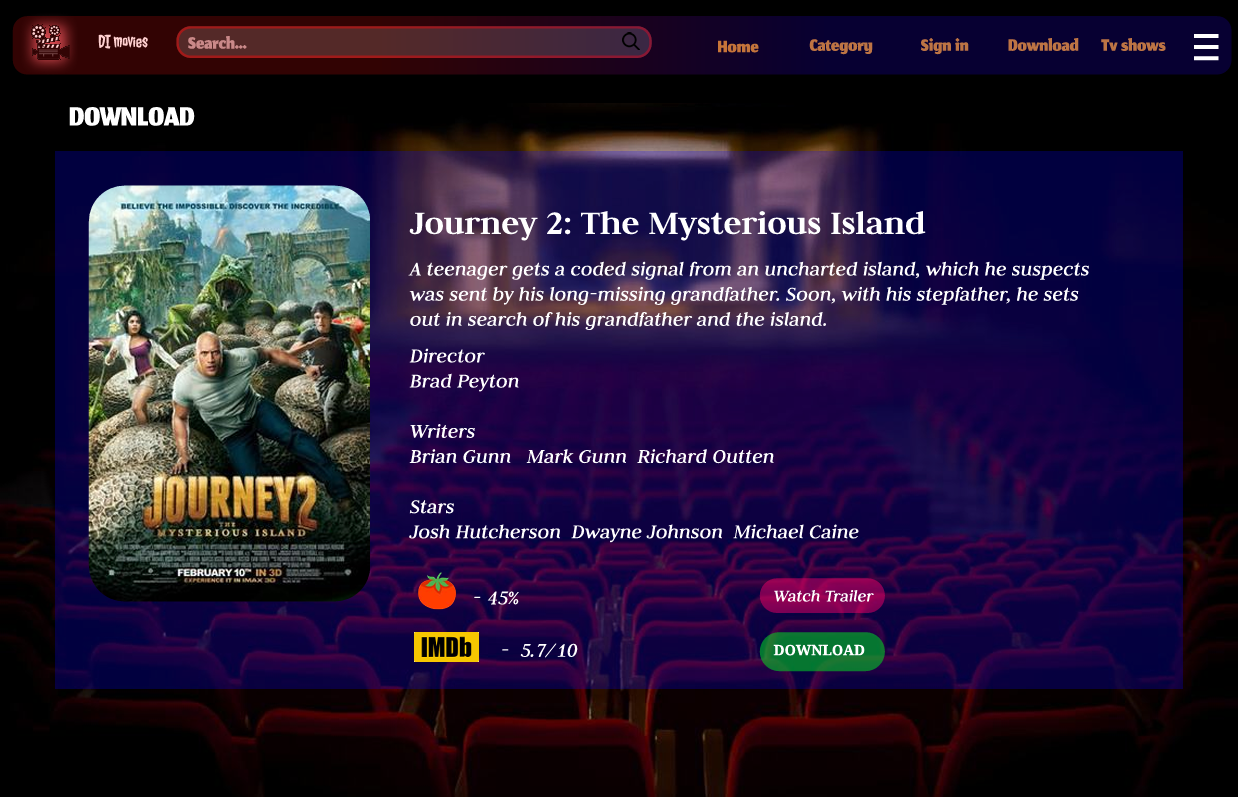 DI movies
Search...
Home
Category
Sign in
Download
Tv shows
DOWNLOAD
BELIEVE THE IMPOSSIBLE. DISCOVER THE INCREDIBLE.
JOURNEY 2
THE
MYSTERIOUS ISLAND
FEBRUARY 10TH IN 3D
EXPERIENCE IT IN IMAX 3D
Journey 2: The Mysterious Island
A teenager gets a coded signal from an uncharted island, which he suspects
was sent by his long-missing grandfather. Soon, with his stepfather, he sets
out in search of his grandfather and the island.
Director
Brad Peyton
Writers
Brian Gunn Mark Gunn Richard Outten
Stars
Josh Hutcherson Dwayne Johnson Michael Caine
- 45%
Watch Trailer
IMDb - 5.7/10
DOWNLOAD